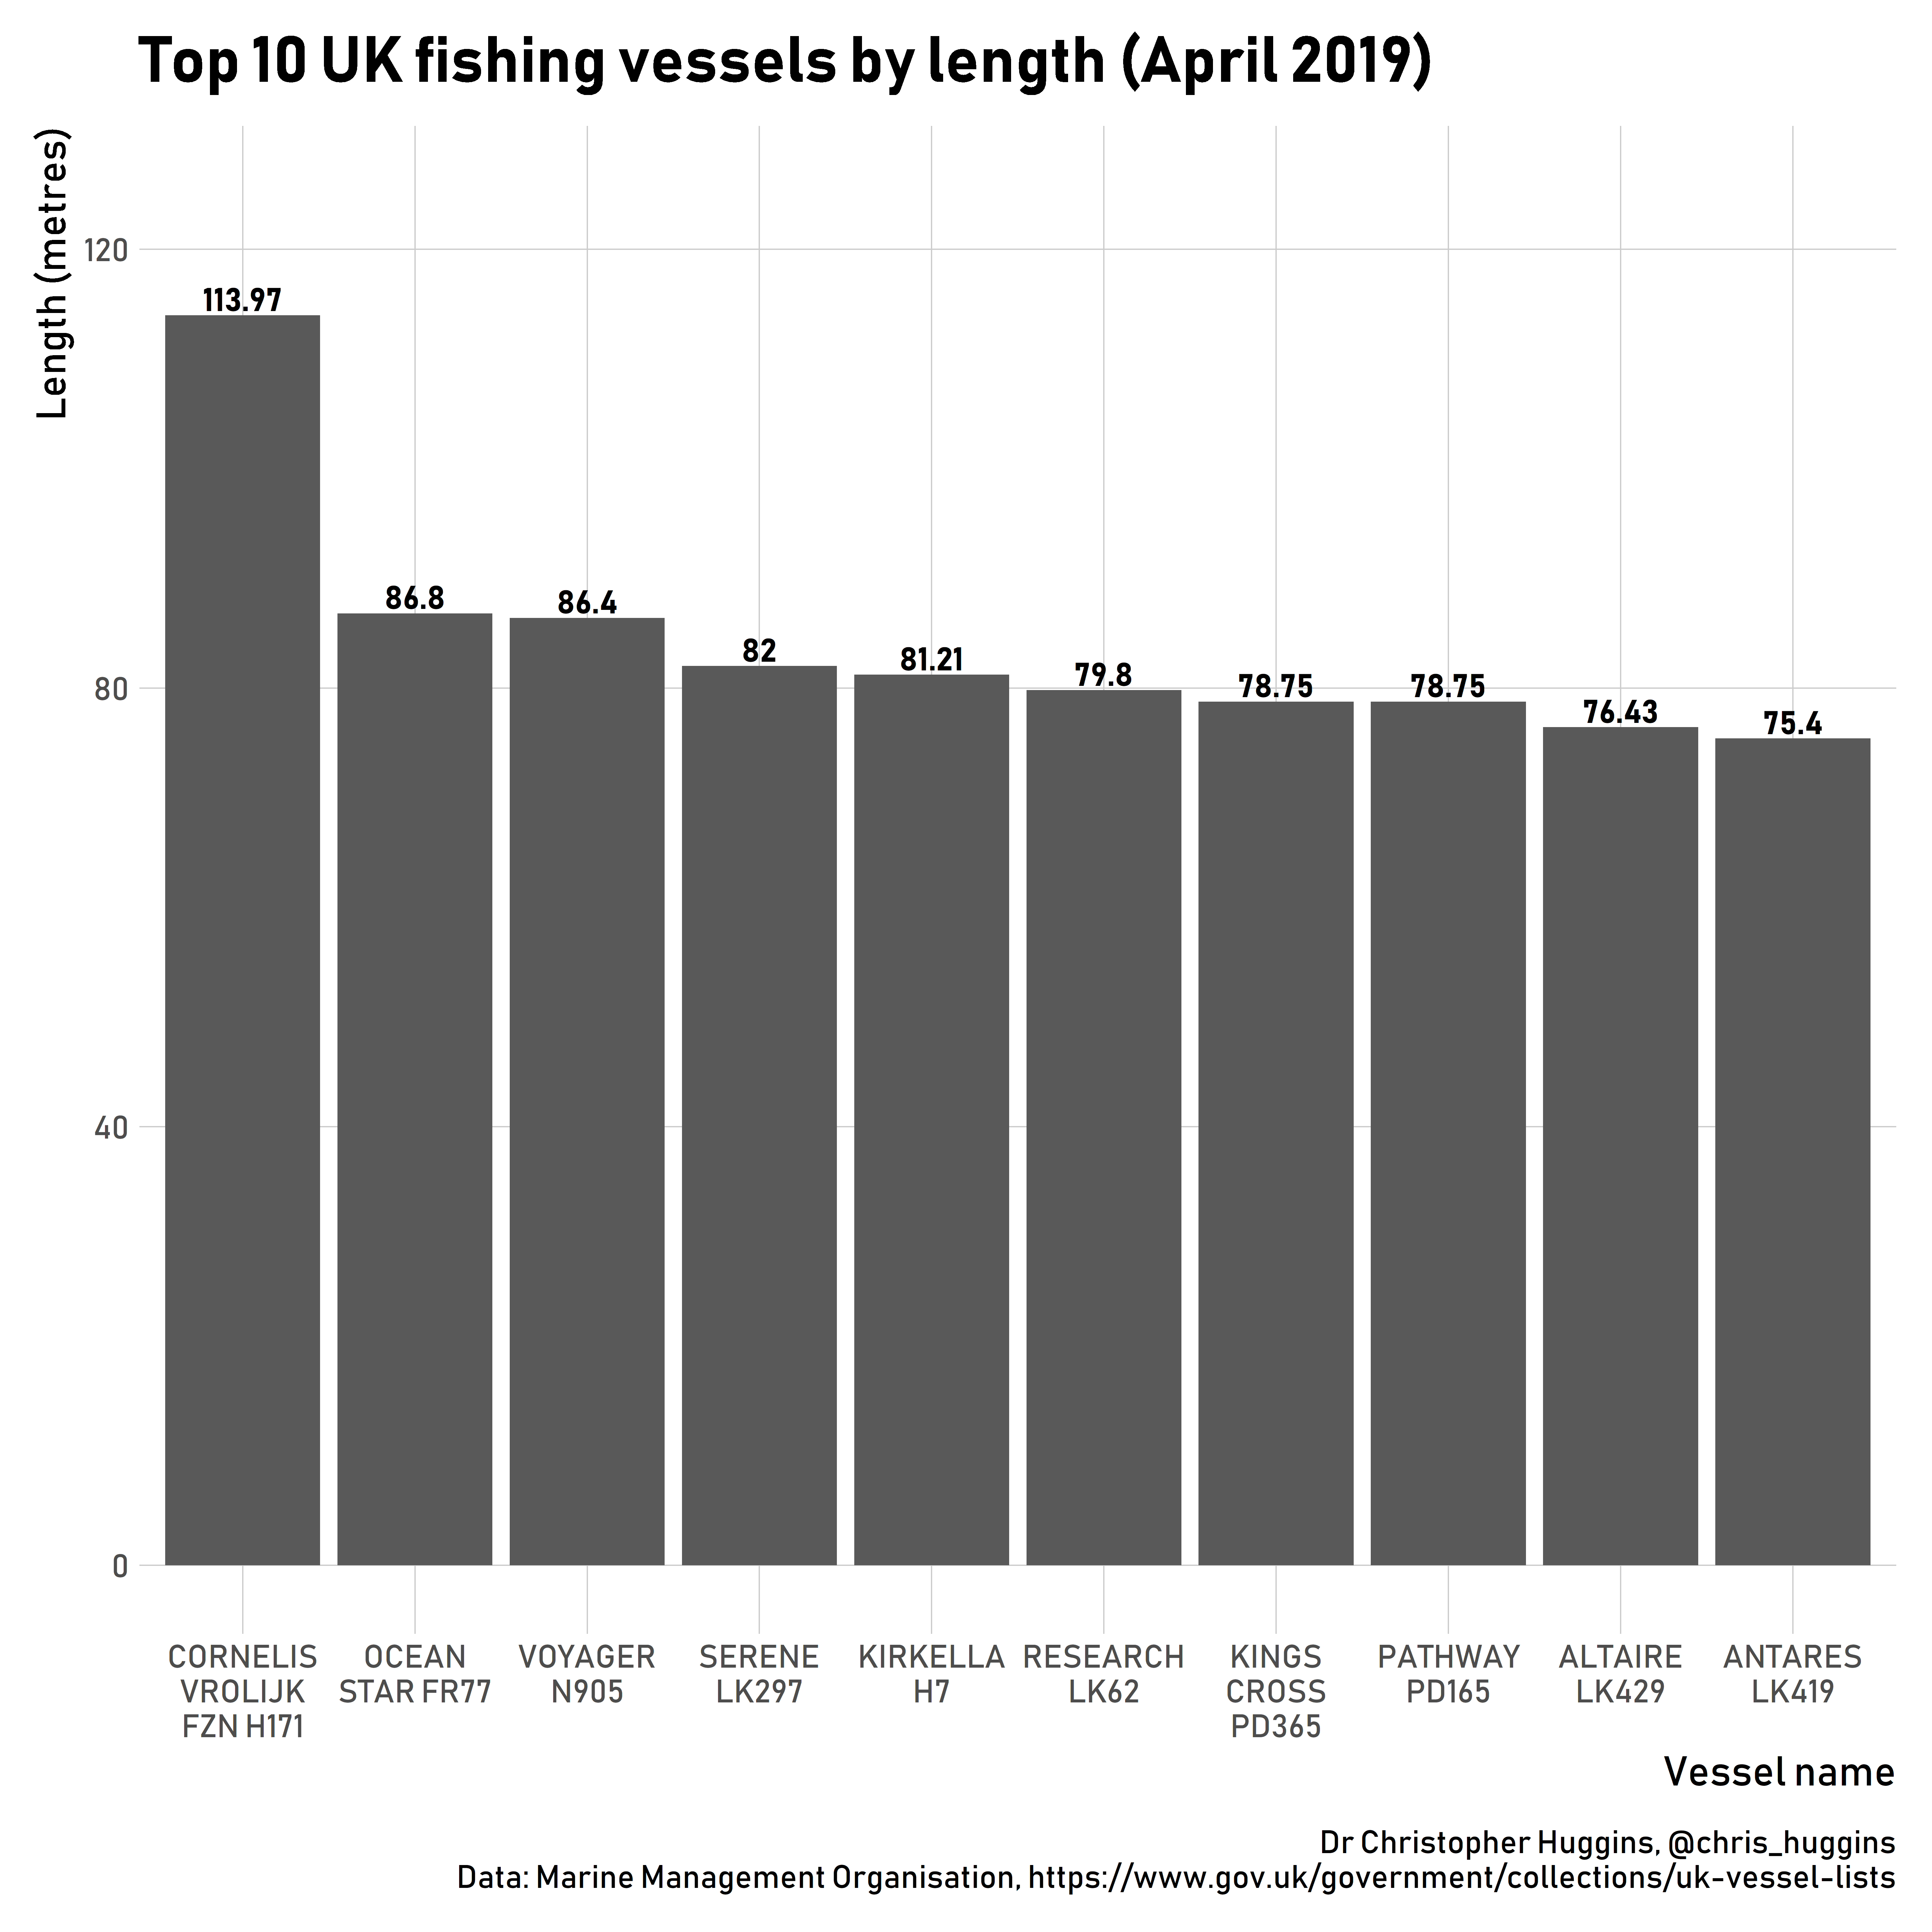 Top 10 UK fishing vessels by length (April 2019)
Length (metres)
120
80
40
0
113.97
86.8
86.4
82
81.21
79.8
78.75
78.75
76.43
75.4
CORNELIS
VROLIJK
FZN H171
OCEAN
STAR FR77
VOYAGER
N905
SERENE
LK297
KIRKELLA
H7
RESEARCH
LK62
KINGS
CROSS
PD365
PATHWAY
PD165
ALTAIRE
LK429
ANTARES
LK419
Vessel name
Dr Christopher Huggins, @chris_huggins
Data: Marine Management Organisation, https://www.gov.uk/government/collections/uk-vessel-lists